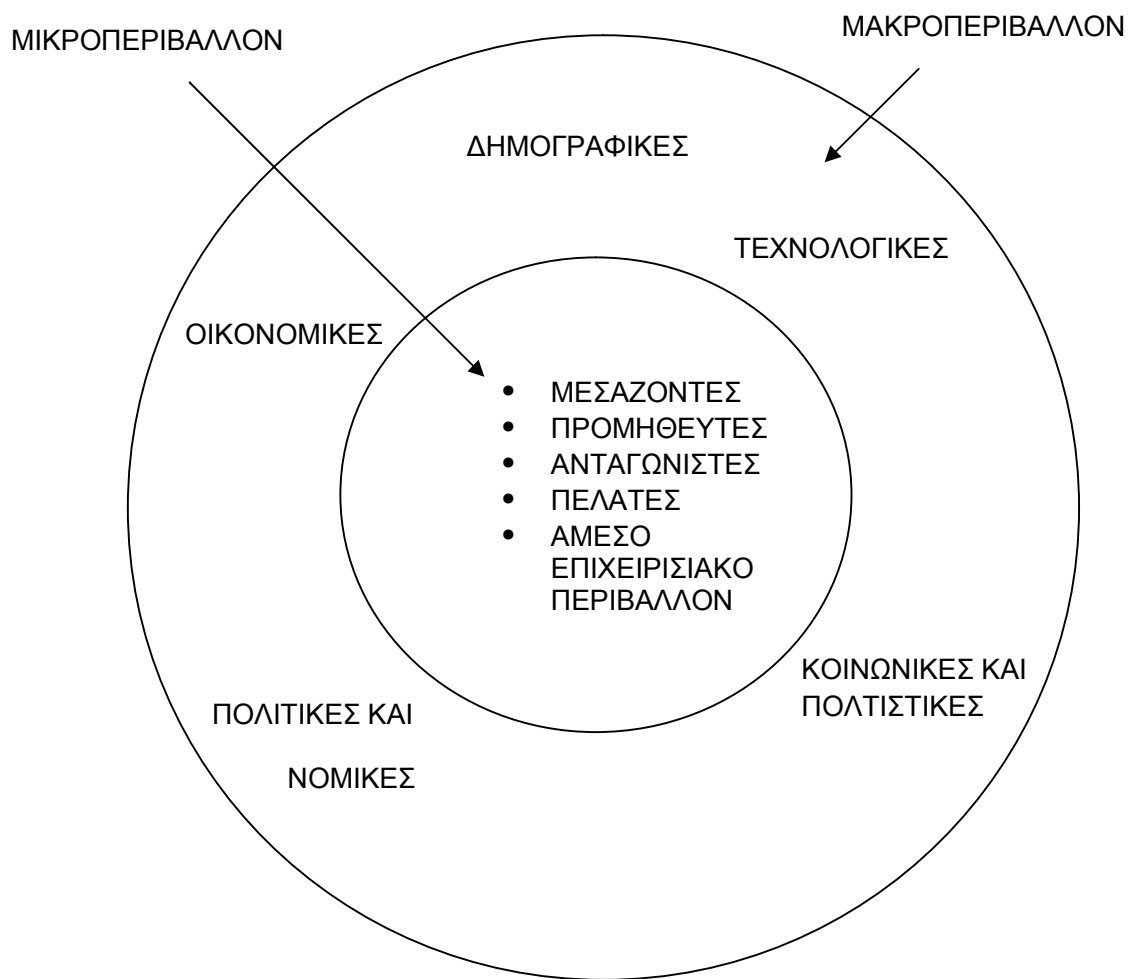 ΜΙΚΡΟΠΕΡΙΒΑΛΛΟΝ
ΜΑΚΡΟΠΕΡΙΒΑΛΛΟΝ
ΔΗΜΟΓΡΑΦΙΚΕΣ
ΤΕΧΝΟΛΟΓΙΚΕΣ
ΟΙΚΟΝΟΜΙΚΕΣ
• ΜΕΣΑΖΟΝΤΕΣ
• ΠΡΟΜΗΘΕΥΤΕΣ
• ΑΝΤΑΓΩΝΙΣΤΕΣ
• ΠΕΛΑΤΕΣ
• ΑΜΕΣΟ
ΕΠΙΧΕΙΡΙΣΙΑΚΟ
ΠΕΡΙΒΑΛΛΟΝ
ΚΟΙΝΩΝΙΚΕΣ ΚΑΙ
ΠΟΛΤΙΣΤΙΚΕΣ
ΠΟΛΙΤΙΚΕΣ ΚΑΙ
ΝΟΜΙΚΕΣ